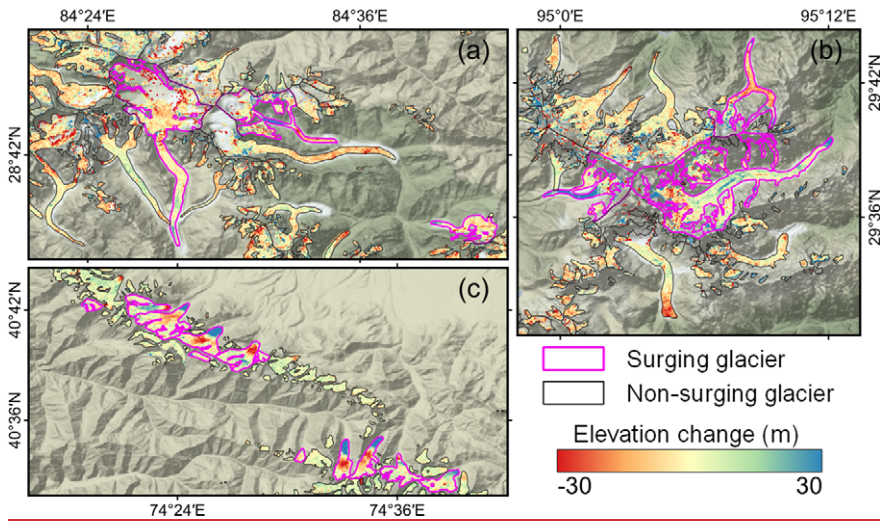 84°24'E 84°36'E 95°0'E 95°12'E
(a) (b)
28°42'N
29°42'N
29°36'N
(c)
40°42'N
40°36'N
74°24'E 74°36'E
Surging glacier
Non-surging glacier
Elevation change (m)
-30 30